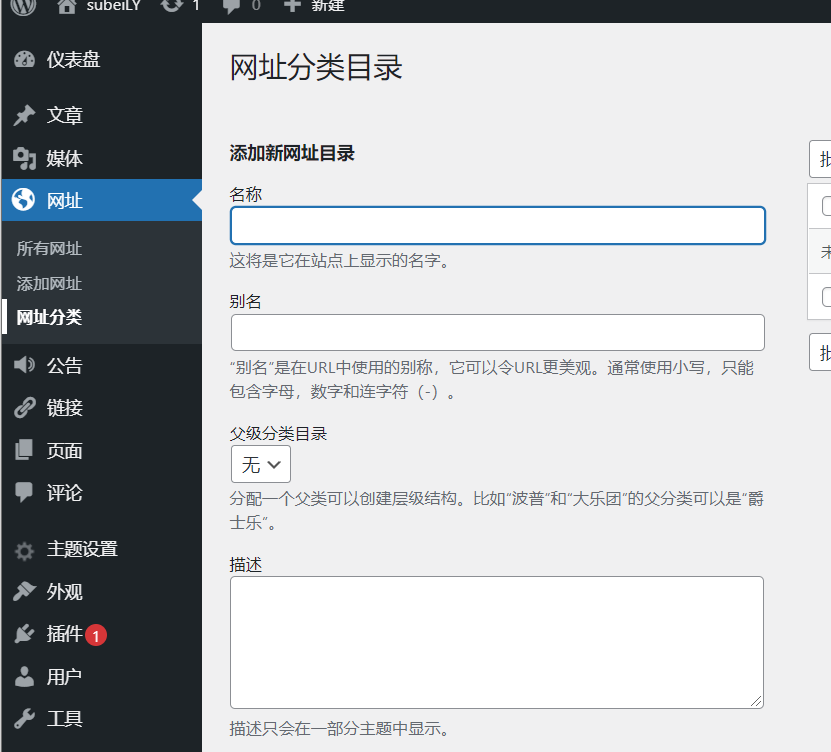 subeiLY 1 0 新建
仪表盘
文章
媒体
网址
所有网址
添加网址
网址分类
公告
链接
页面
评论
主题设置
外观
插件 1
用户
工具
网址分类目录
添加新网址目录
名称
这将是它在站点上显示的名字。
别名
“别名”是在URL中使用的别称，它可以令URL更美观。通常使用小写，只能
包含字母，数字和连字符（-）。
父级分类目录
无
分配一个父类可以创建层级结构。比如“波普”和“大乐团”的父分类可以是“爵
士乐”。
描述
描述只会在一部分主题中显示。